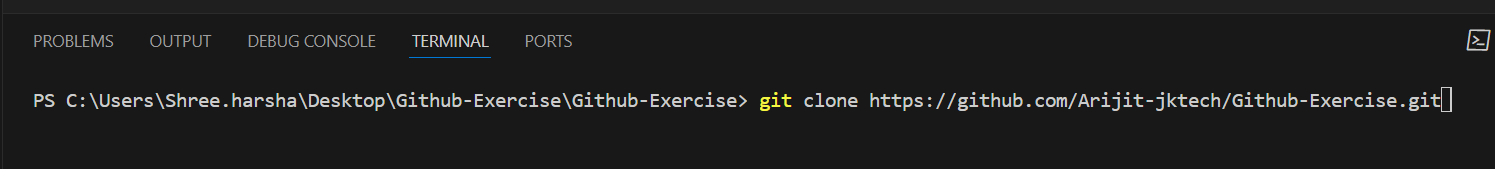 PROBLEMS OUTPUT DEBUG CONSOLE TERMINAL PORTS
PS C:\Users\Shree.harsha\Desktop\Github-Exercise\Github-Exercise> git clone https://github.com/Arijit-jktech/Github-Exercise.git